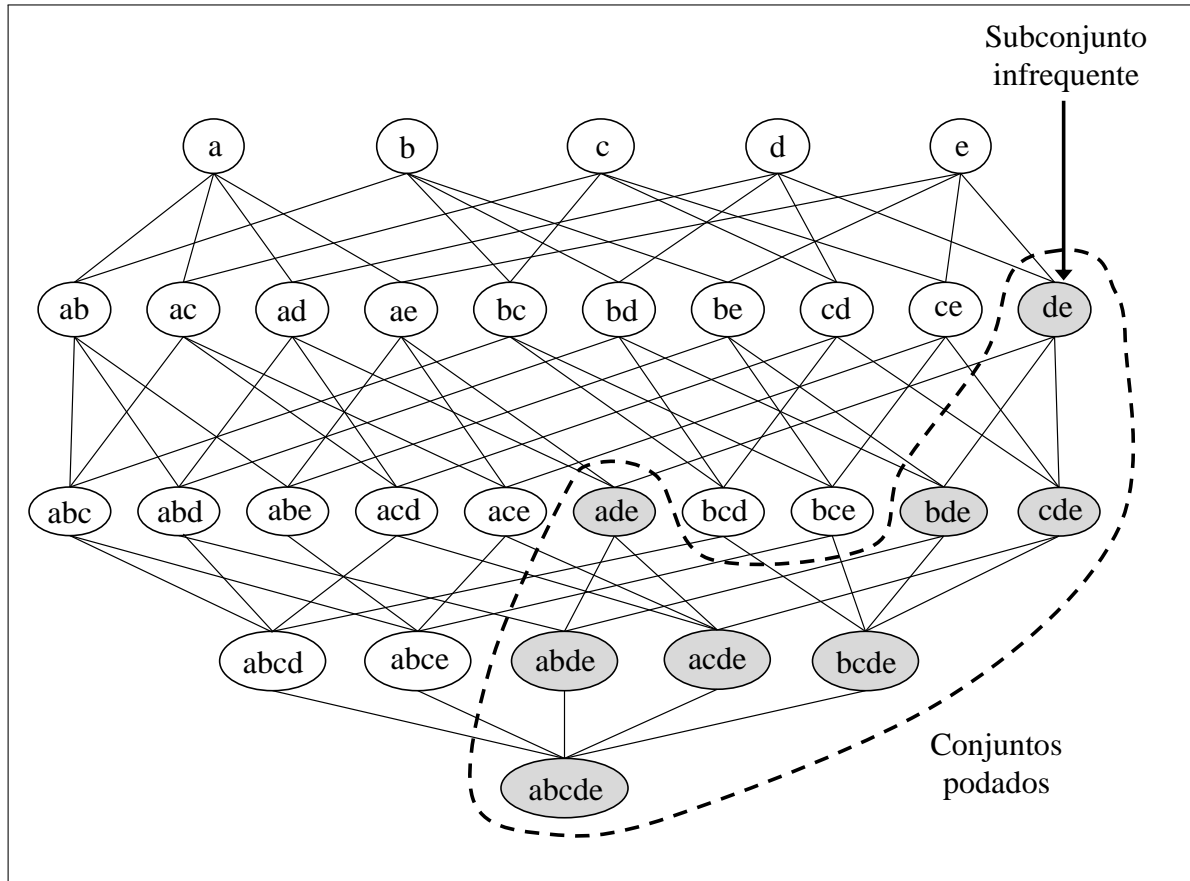 Subconjunto
infrequente
a b c d e
ab ac ad ae bc bd be cd ce de
abc abd abe acd ace ade bcd bce bde cde
abcd abce abde acde bcde
abcde
Conjuntos
podados